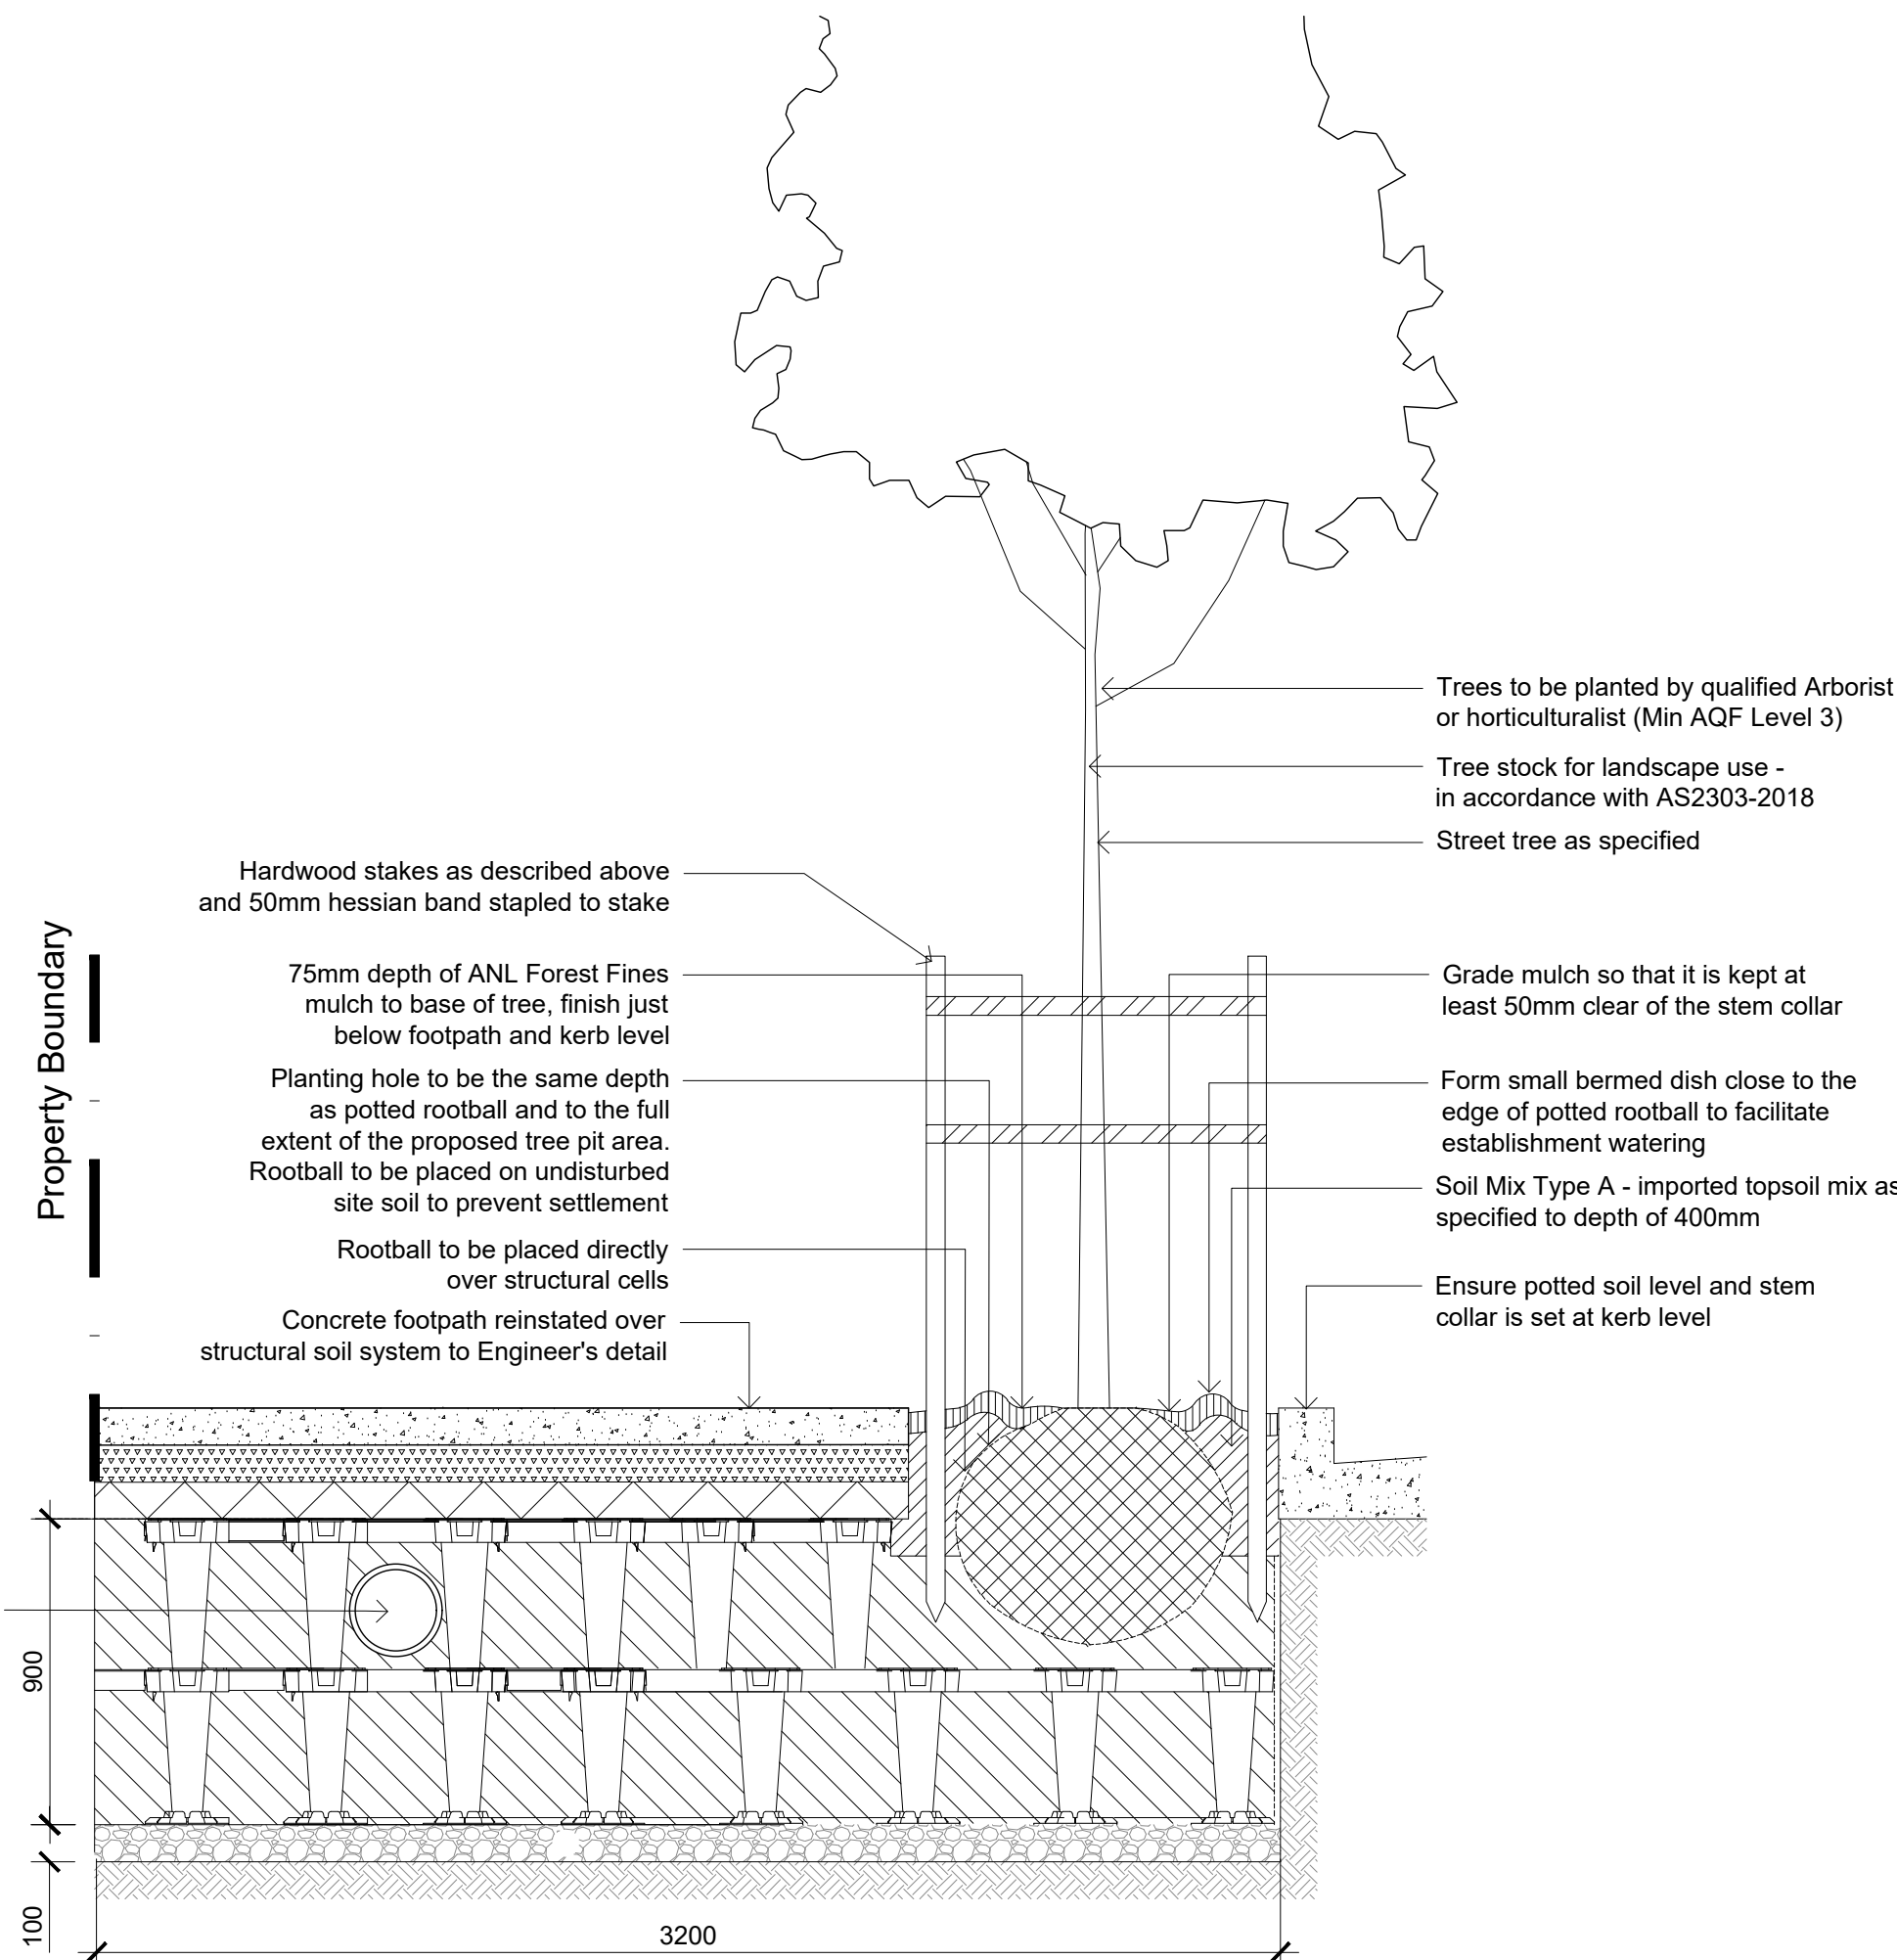 Trees to be planted by qualified Arborist
or horticulturalist (Min AQF Level 3)
Tree stock for landscape use -
in accordance with AS2303-2018
Street tree as specified
Hardwood stakes as described above
and 50mm hessian band stapled to stake
75mm depth of ANL Forest Fines
mulch to base of tree, finish just
below footpath and kerb level
Planting hole to be the same depth
as potted rootball and to the full
extent of the proposed tree pit area.
Rootball to be placed on undisturbed
site soil to prevent settlement
Rootball to be placed directly
over structural cells
Concrete footpath reinstated over
structural soil system to Engineer's detail
Property Boundary
Grade mulch so that it is kept at
least 50mm clear of the stem collar
Form small bermed dish close to the
edge of potted rootball to facilitate
establishment watering
Soil Mix Type A - imported topsoil mix as
specified to depth of 400mm
Ensure potted soil level and stem
collar is set at kerb level
900
100
3200